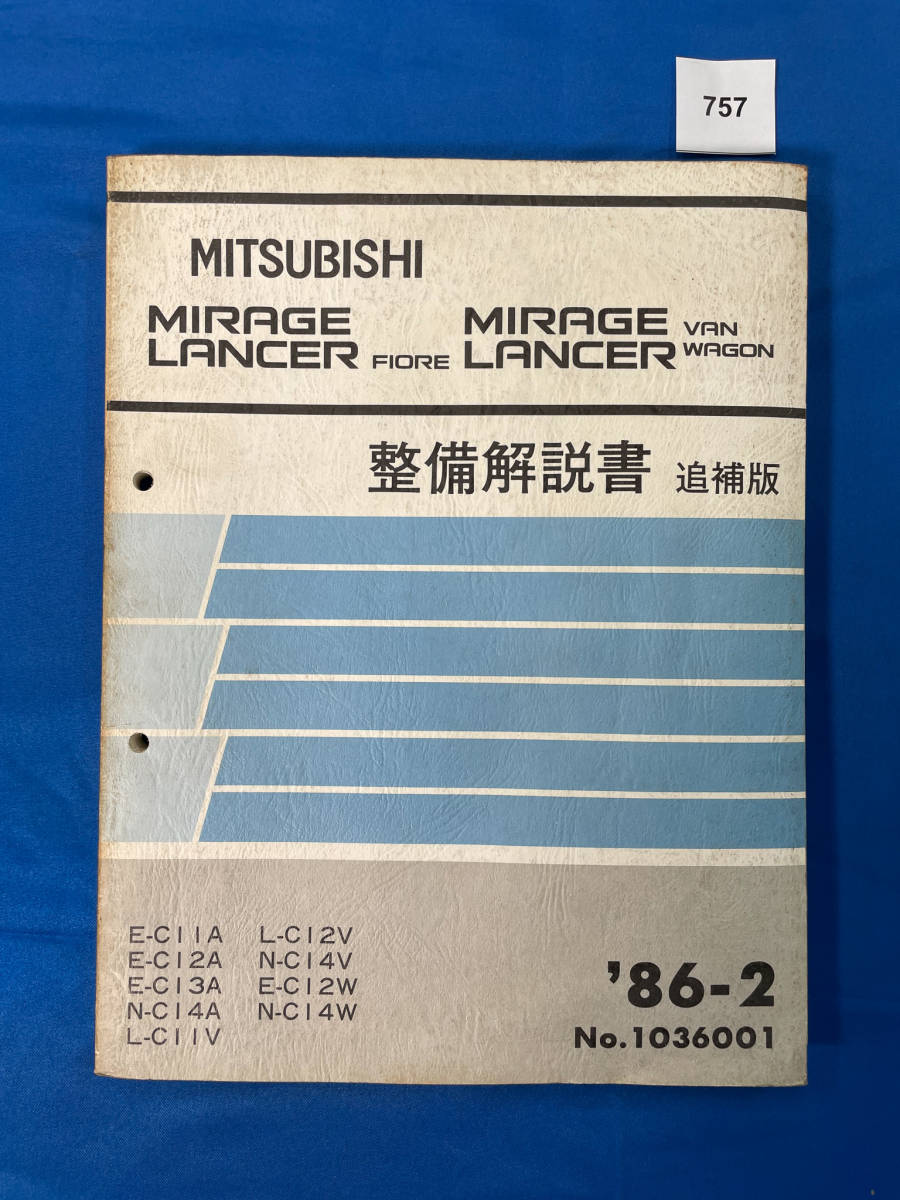 757
MITSUBISHI
MIRAGE
LANCER FIORE
MIRAGE VAN
LANCER WAGON
整備解説書 追補版
E-C11A L-C12V
E-C12A N-C14V
E-C13A E-C12W
N-C14A N-C14W
L-C11V
'86-2
No.1036001